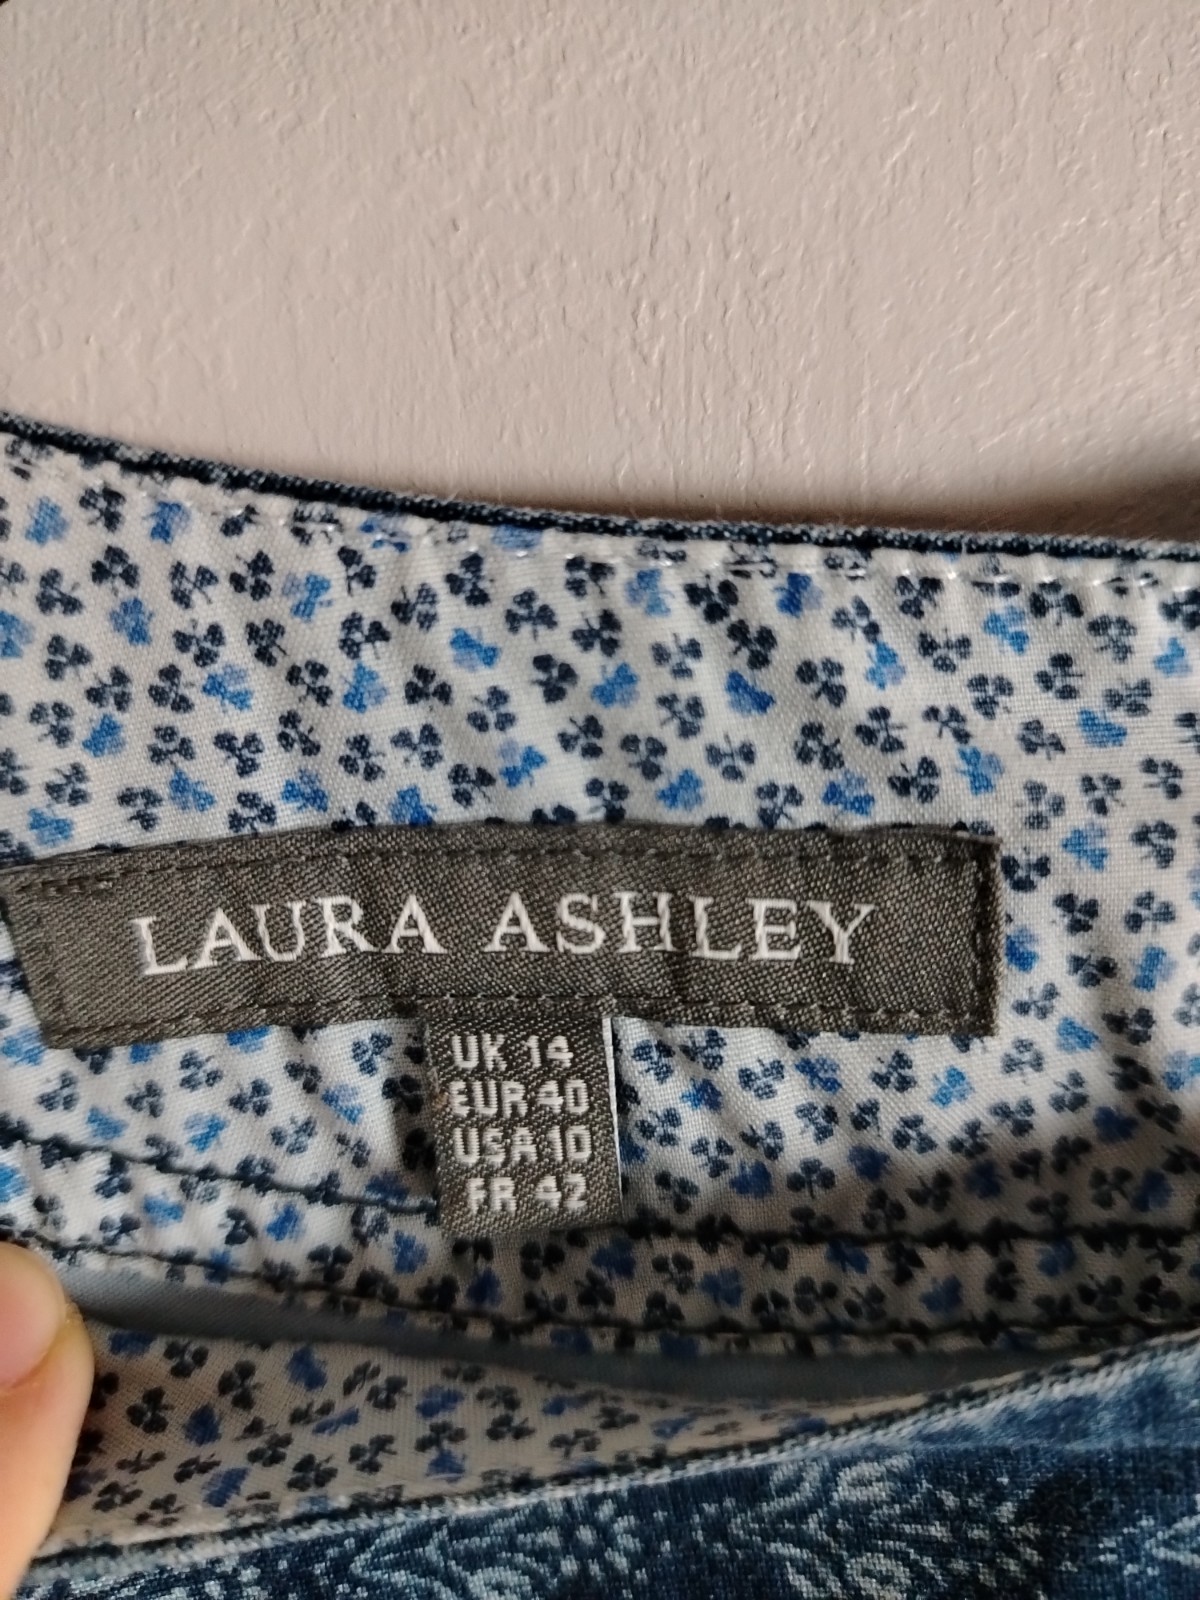 LAURA ASHLEY
UK 14
EUR 40
USA 10
FR 42